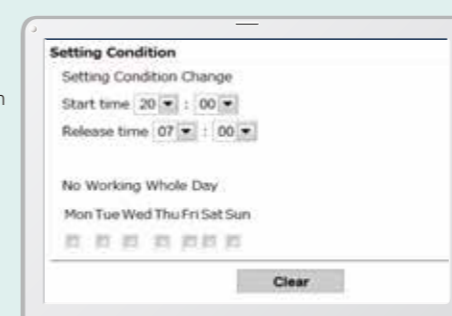 Setting Condition
Setting Condition Change
Start time 20 : 00
Release time 07 : 00
No Working Whole Day
Mon Tue Wed Thu Fri Sat Sun
Clear